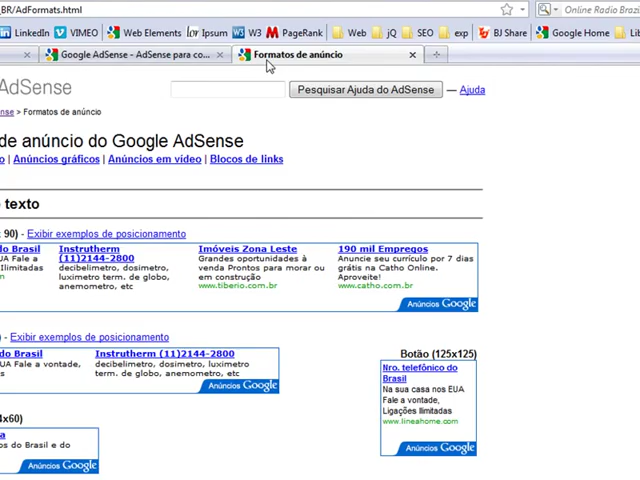 _BR/AdFormats.html
Online Radio Brazil
LinkedIn VIMEO Web Elements lor Ipsum W3 PageRank Web jQ SEO exp BJ Share Google Home Lib
Google AdSense - AdSense para co...
Formatos de anúncio
AdSense
Pesquisar Ajuda do AdSense — Ajuda
nse > Formatos de anúncio
de anúncio do Google AdSense
o | Anúncios gráficos | Anúncios em vídeo | Blocos de links
texto
x 90) - Exibir exemplos de posicionamento
do Brasil
UA Fale a
Ilimitadas
m
Instrutherm
(11)2144-2800
decibelimetro, dosimetro,
luximetro term. de globo,
anemometro, etc
Imóveis Zona Leste
Grandes oportunidades à
venda Prontos para morar ou
em construção
www.tiberio.com.br
190 mil Empregos
Anuncie seu currículo por 7 dias
grátis na Catho Online.
Aproveite!
www.catho.com.br
Anúncios Google
) - Exibir exemplos de posicionamento
do Brasil
UA Fale a vontade,
s
Instrutherm (11)2144-2800
decibelimetro, dosimetro, luximetro
term. de globo, anemometro, etc
Anúncios Google
Botão (125x125)
Nro. telefônico do
Brasil
Na sua casa nos EUA
Fale a vontade,
Ligações Ilimitadas
www.lineahome.com
Anúncios Google
4x60)
a
os do Brasil e do
Anúncios Google